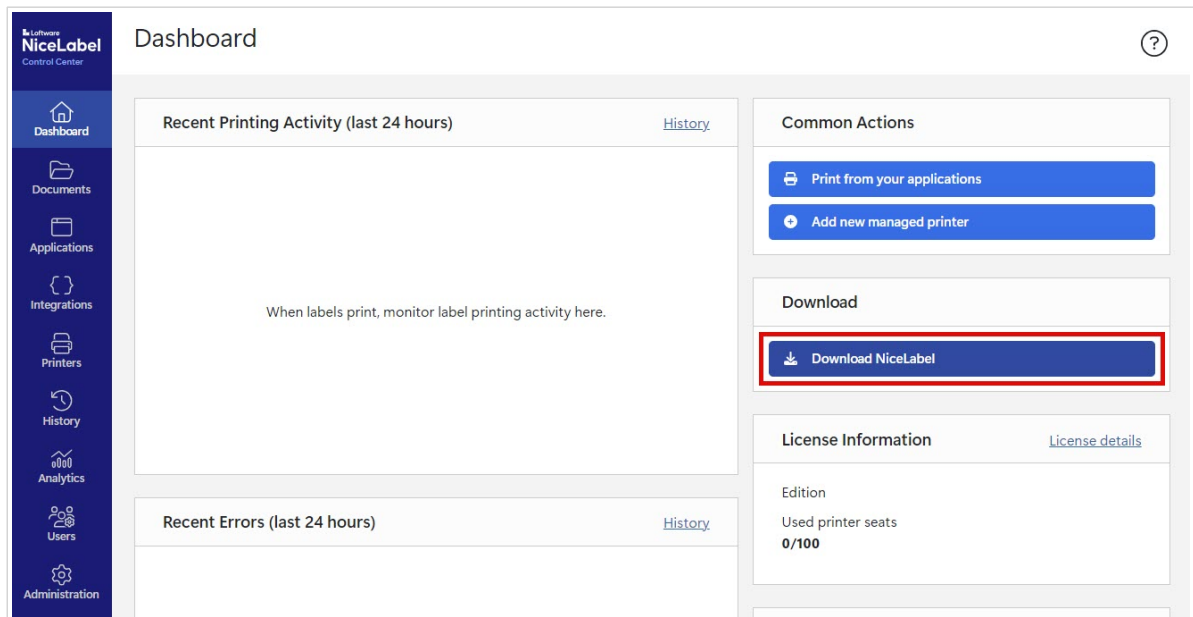 Loftware
NiceLabel
Control Center
Dashboard
Documents
Applications
Integrations
Printers
History
Analytics
Users
Administration
Dashboard
?
Recent Printing Activity (last 24 hours)
History
When labels print, monitor label printing activity here.
Recent Errors (last 24 hours)
History
Common Actions
Print from your applications
Add new managed printer
Download
Download NiceLabel
License Information
License details
Edition
Used printer seats
0/100